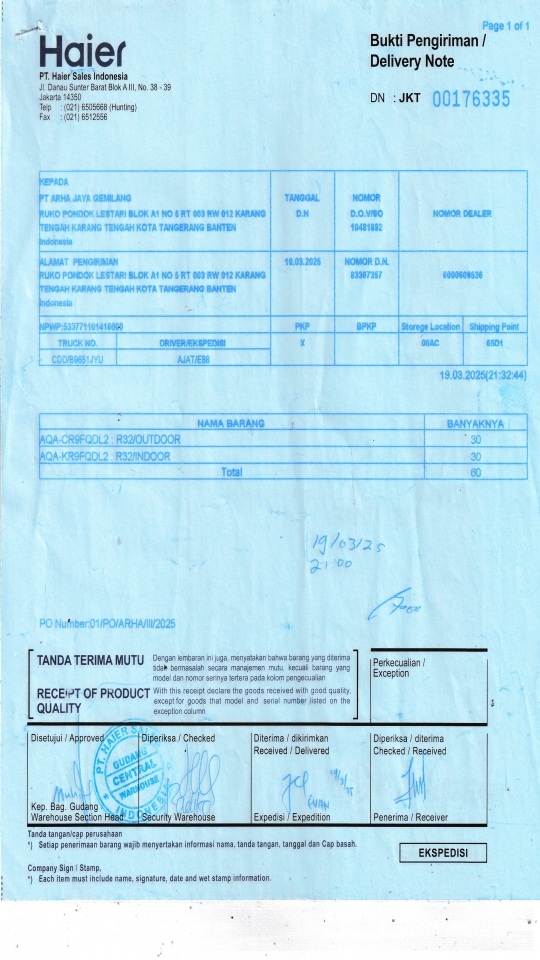 Page 1 of 1
Haier
Bukti Pengiriman /
Delivery Note
PT. Haier Sales Indonesia
Jl. Danau Sunter Barat Blok A III, No. 38 - 39
Jakarta 14350
Telp : (021) 6505668 (Hunting)
Fax : (021) 6512556
DN : JKT 00176335
KEPADA
PT ARHA JAYA GEMILANG
RUKO PONDOK LESTARI BLOK A1 NO 5 RT 003 RW 012 KARANG
TENGAH KARANG TENGAH KOTA TANGERANG BANTEN
Indonesia
TANGGAL
D.N
NOMOR
D.O.V/SO
NOMOR DEALER
ALAMAT PENGIRIMAN
RUKO PONDOK LESTARI BLOK A1 NO 5 RT 003 RW 012 KARANG
TENGAH KARANG TENGAH KOTA TANGERANG BANTEN
Indonesia
19.03.2025
NOMOR D.N.
83367357
PKP
BPKP
Storege Location
Shipping Point
TRUCK NO.
DRIVER/EKSPEDISI
X
AJAT/E86
19.03.2025(21:32:44)
NAMA BARANG
BANYAKNYA
AQA-CR9FQDL2 : R32/OUTDOOR 30
AQA-KR9FQDL2 : R32/INDOOR 30
Total 60
19/03/25
21:00
PO Number:01/PO/ARHA/III/2025
TANDA TERIMA MUTU
Dengan lembaran ini juga, menyatakan bahwa barang yang diterima
tidak bermasalah secara manajemen mutu, kecuali barang yang
model dan nomor serinya tertera pada kolom pengecualian
RECEIPT OF PRODUCT
QUALITY
With this receipt declare the goods received with good quality,
except for goods that model and serial number listed on the
exception column
Perkecualian /
Exception
Disetujui / Approved
Diperiksa / Checked
Diterima / dikirimkan
Received / Delivered
Diperiksa / diterima
Checked / Received
PT. HAIER
GUDANG
CENTRAL
WARHOUSE
INDONESIA
EVAN
Kep. Bag. Gudang
Warehouse Section Head
Security Warehouse
Expedisi / Expedition
Penerima / Receiver
Tanda tangan/cap perusahaan
*) Setiap penerimaan barang wajib menyertakan informasi nama, tanda tangan, tanggal dan Cap basah.
EKSPEDISI
Company Sign / Stamp,
*) Each item must include name, signature, date and wet stamp information.